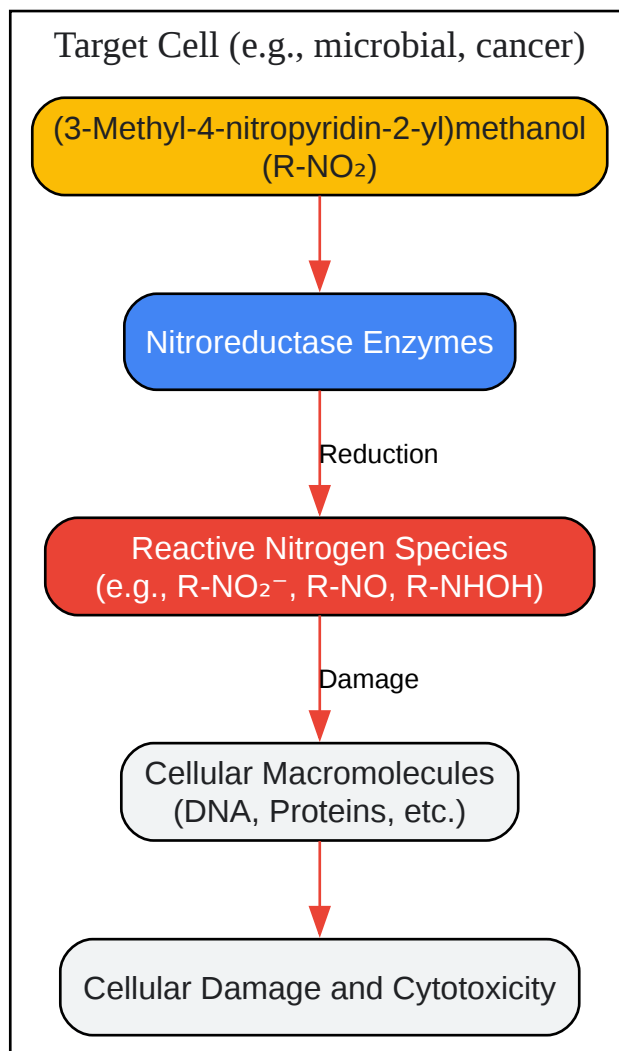 Target Cell (e.g., microbial, cancer)
(3-Methyl-4-nitropyridin-2-yl)methanol
(R-NO₂)
Nitroreductase Enzymes
Reduction
Reactive Nitrogen Species
(e.g., R-NO₂⁻, R-NO, R-NHOH)
Damage
Cellular Macromolecules
(DNA, Proteins, etc.)
Cellular Damage and Cytotoxicity